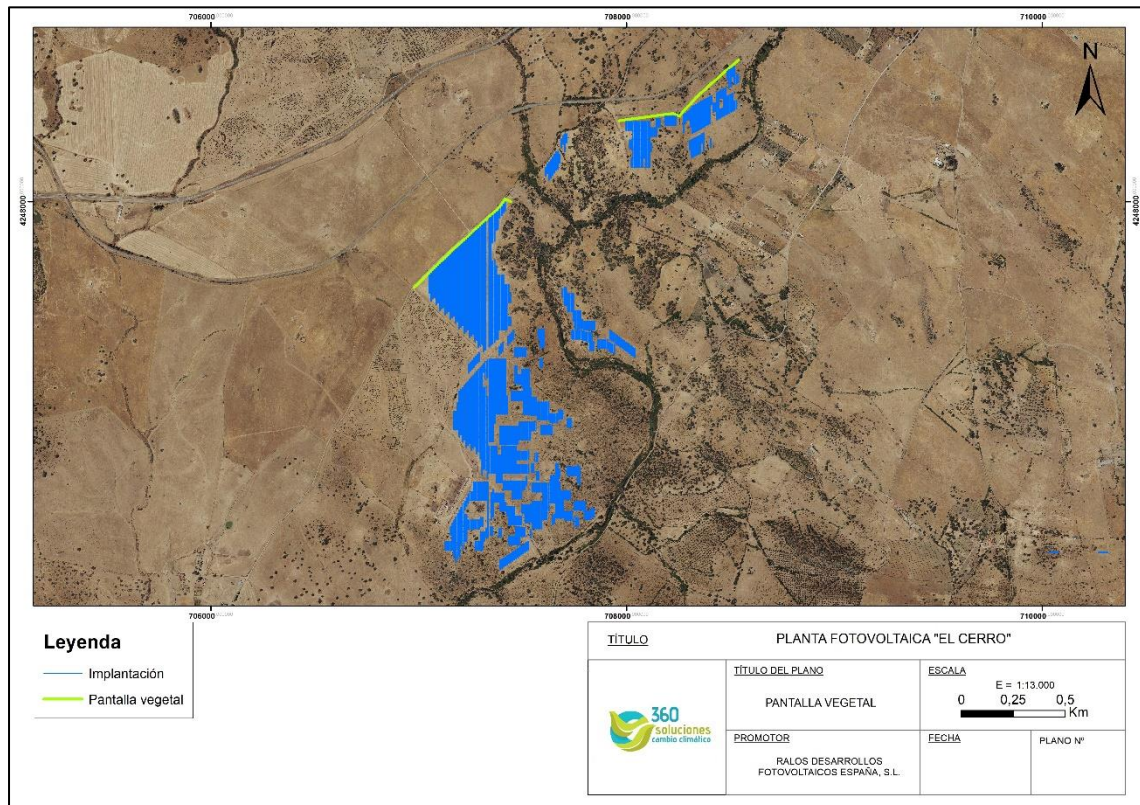 706000
708000
710000
N
4248000
4248000
706000
708000
710000
Leyenda
Implantación
Pantalla vegetal
TÍTULO
PLANTA FOTOVOLTAICA "EL CERRO"
TÍTULO DEL PLANO
PANTALLA VEGETAL
ESCALA
E = 1:13.000
0 0,25 0,5
Km
360
soluciones
cambio climático
PROMOTOR
RALOS DESARROLLOS
FOTOVOLTAICOS ESPAÑA, S.L.
FECHA
PLANO Nº